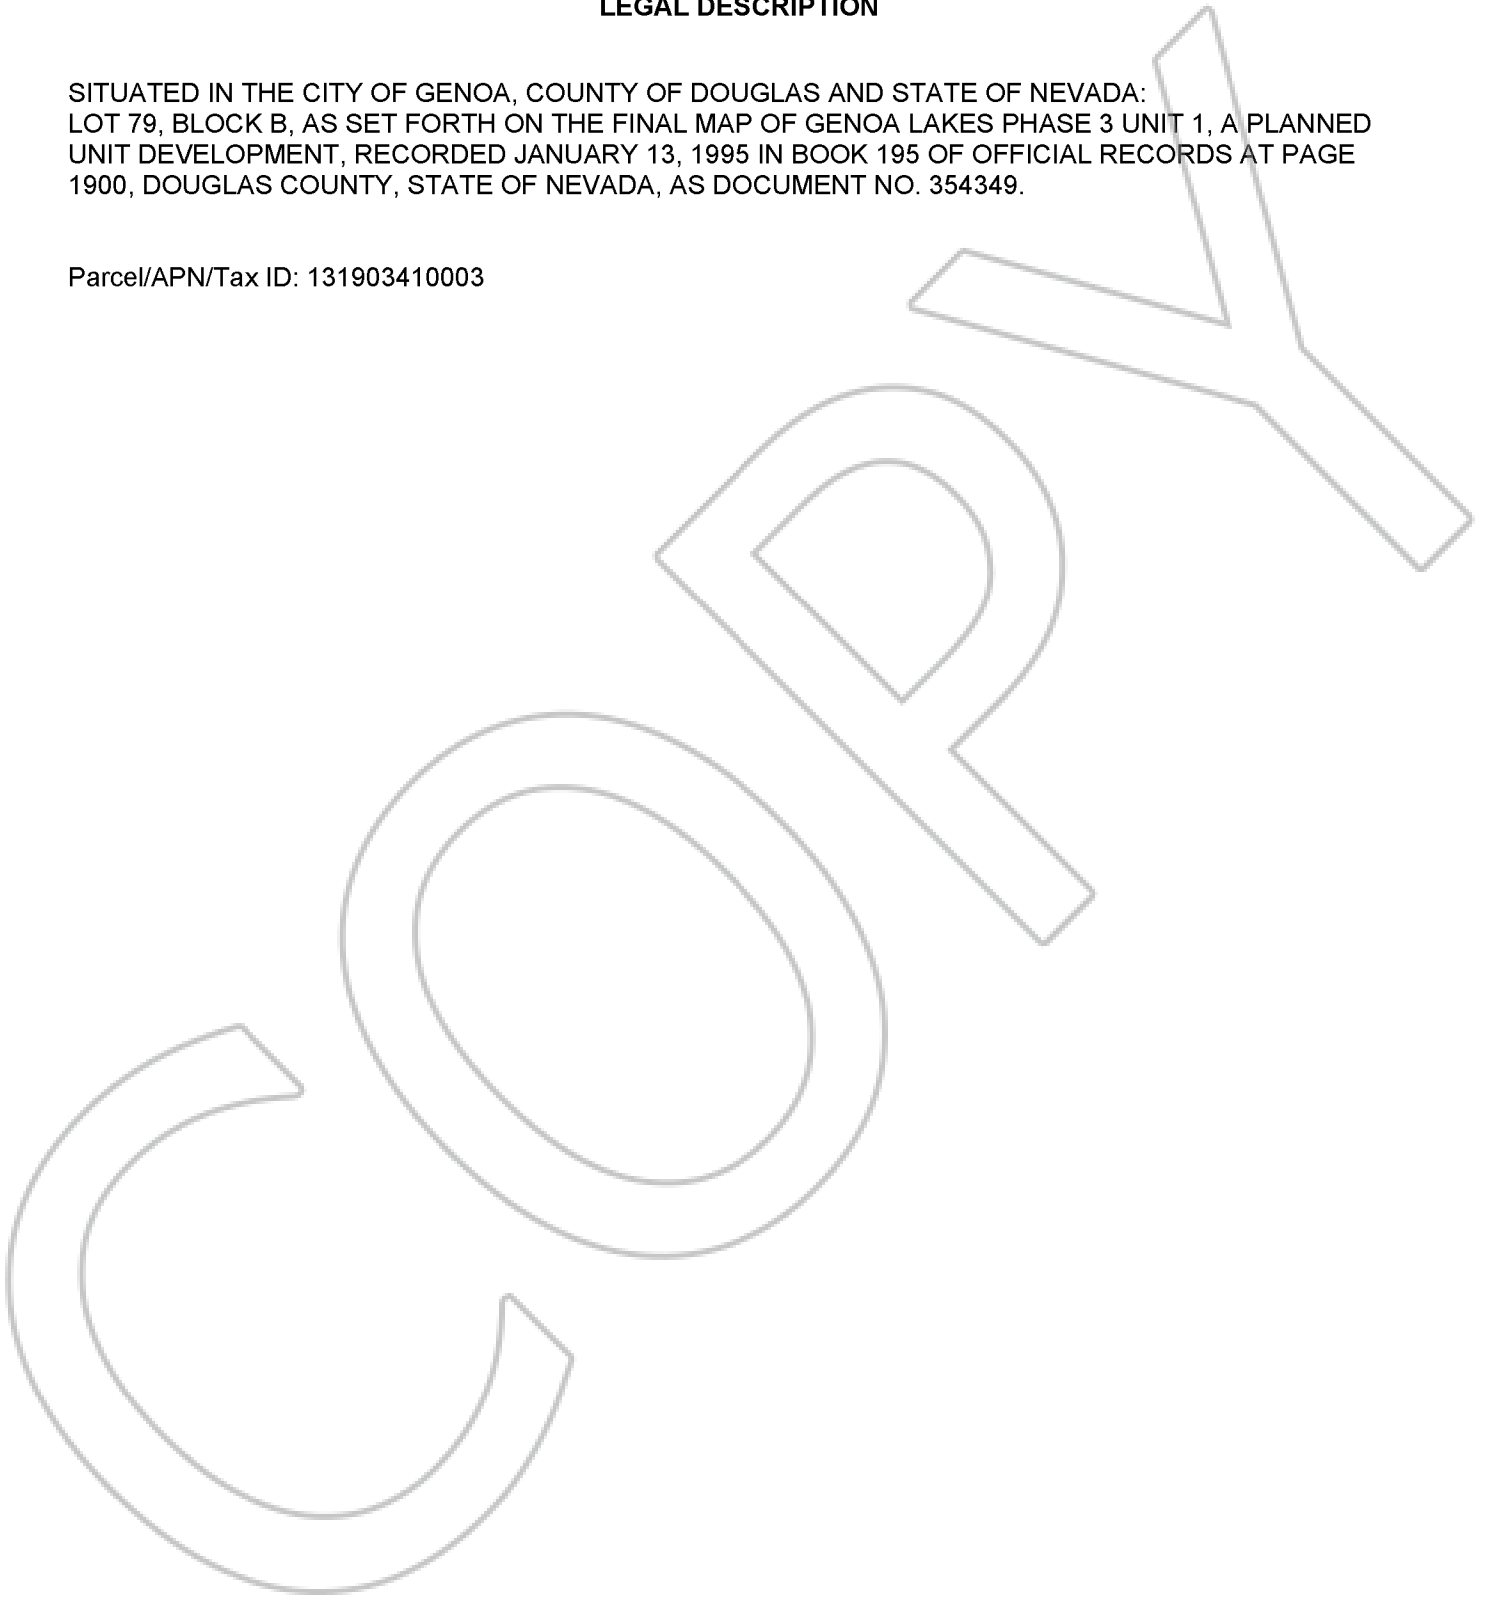 LEGAL DESCRIPTION
SITUATED IN THE CITY OF GENOA, COUNTY OF DOUGLAS AND STATE OF NEVADA:
LOT 79, BLOCK B, AS SET FORTH ON THE FINAL MAP OF GENOA LAKES PHASE 3 UNIT 1, A PLANNED
UNIT DEVELOPMENT, RECORDED JANUARY 13, 1995 IN BOOK 195 OF OFFICIAL RECORDS AT PAGE
1900, DOUGLAS COUNTY, STATE OF NEVADA, AS DOCUMENT NO. 354349.
Parcel/APN/Tax ID: 131903410003
COPY